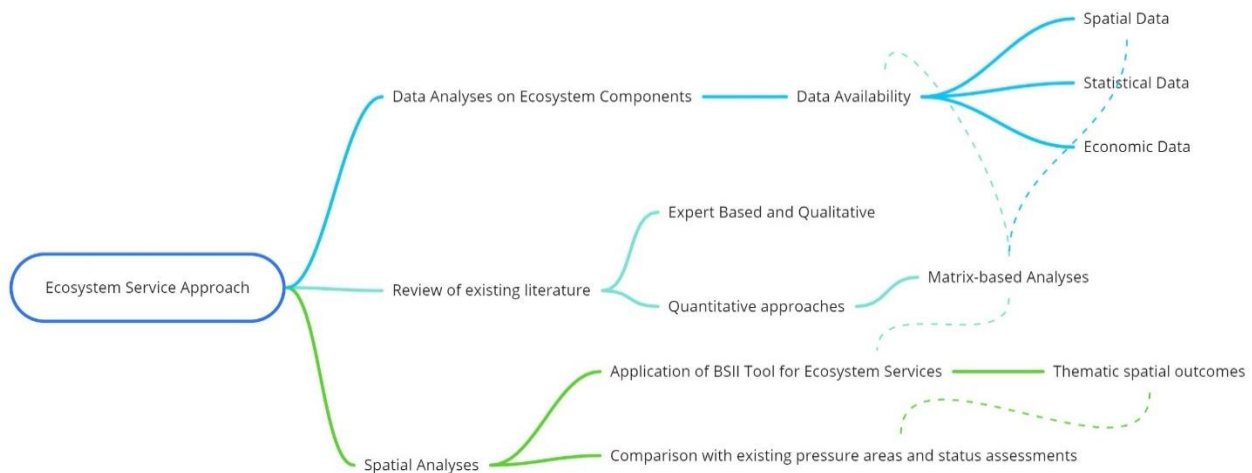 Ecosystem Service Approach
Data Analyses on Ecosystem Components
Data Availability
Spatial Data
Statistical Data
Economic Data
Review of existing literature
Expert Based and Qualitative
Quantitative approaches
Matrix-based Analyses
Spatial Analyses
Application of BSII Tool for Ecosystem Services
Thematic spatial outcomes
Comparison with existing pressure areas and status assessments